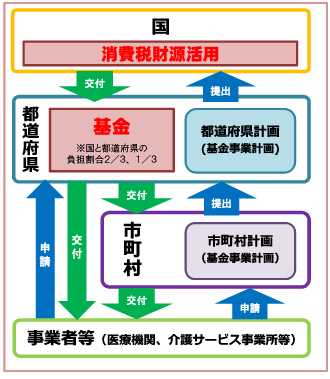 国
消費税財源活用
交付
提出
都道府県
基金
※国と都道府県の
負担割合2/3、1/3
都道府県計画
(基金事業計画)
申請
交付
交付
提出
市町村
市町村計画
(基金事業計画)
交付
申請
事業者等(医療機関、介護サービス事業所等)